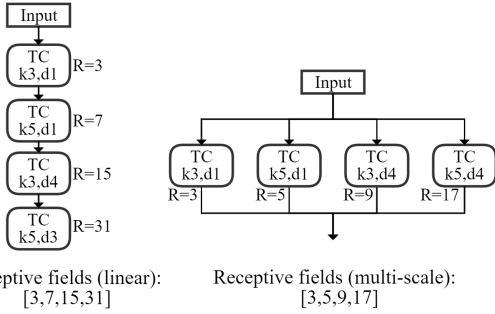 Input
TC
k3,d1
R=3
TC
k5,d1
R=7
TC
k3,d4
R=15
TC
k5,d3
R=31
eptive fields (linear):
[3,7,15,31]
Input
TC
k3,d1
TC
k5,d1
TC
k3,d4
TC
k5,d4
R=3
R=5
R=9
R=17
Receptive fields (multi-scale):
[3,5,9,17]